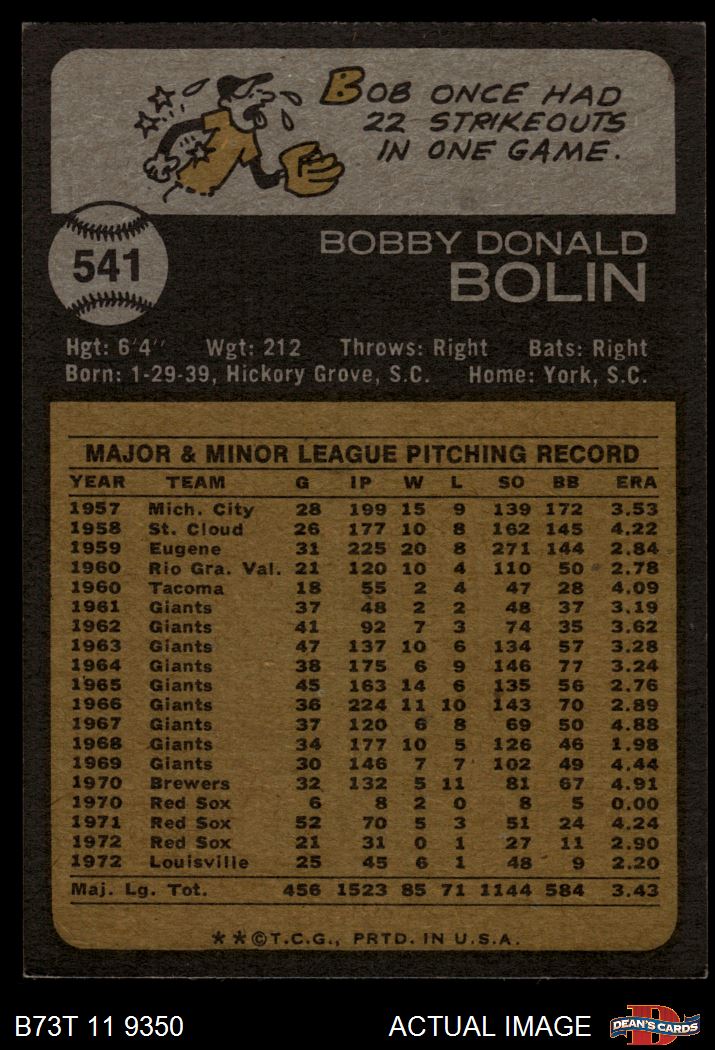 BOB ONCE HAD
22 STRIKEOUTS
IN ONE GAME.
541
BOBBY DONALD
BOLIN
Hgt: 6'4" Wgt: 212 Throws: Right Bats: Right
Born: 1-29-39, Hickory Grove, S.C. Home: York, S.C.
MAJOR & MINOR LEAGUE PITCHING RECORD
YEAR TEAM G IP W L SO BB ERA
1957 Mich. City 28 199 15 9 139 172 3.53
1958 St. Cloud 26 177 10 8 162 145 4.22
1959 Eugene 31 225 20 8 271 144 2.84
1960 Rio Gra. Val. 21 120 10 4 110 50 2.78
1960 Tacoma 18 55 2 4 47 28 4.09
1961 Giants 37 48 2 2 48 37 3.19
1962 Giants 41 92 7 3 74 35 3.62
1963 Giants 47 137 10 6 134 57 3.28
1964 Giants 38 175 6 9 146 77 3.24
1965 Giants 45 163 14 6 135 56 2.76
1966 Giants 36 224 11 10 143 70 2.89
1967 Giants 37 120 6 8 69 50 4.88
1968 Giants 34 177 10 5 126 46 1.98
1969 Giants 30 146 7 7 102 49 4.44
1970 Brewers 32 132 5 11 81 67 4.91
1970 Red Sox 6 8 2 0 8 5 0.00
1971 Red Sox 52 70 5 3 51 24 4.24
1972 Red Sox 21 31 0 1 27 11 2.90
1972 Louisville 25 45 6 1 48 9 2.20
Maj. Lg. Tot. 456 1523 85 71 1144 584 3.43
**©T.C.G., PRTD. IN U.S.A.
B73T 11 9350 ACTUAL IMAGE
D
DEAN'S CARDS